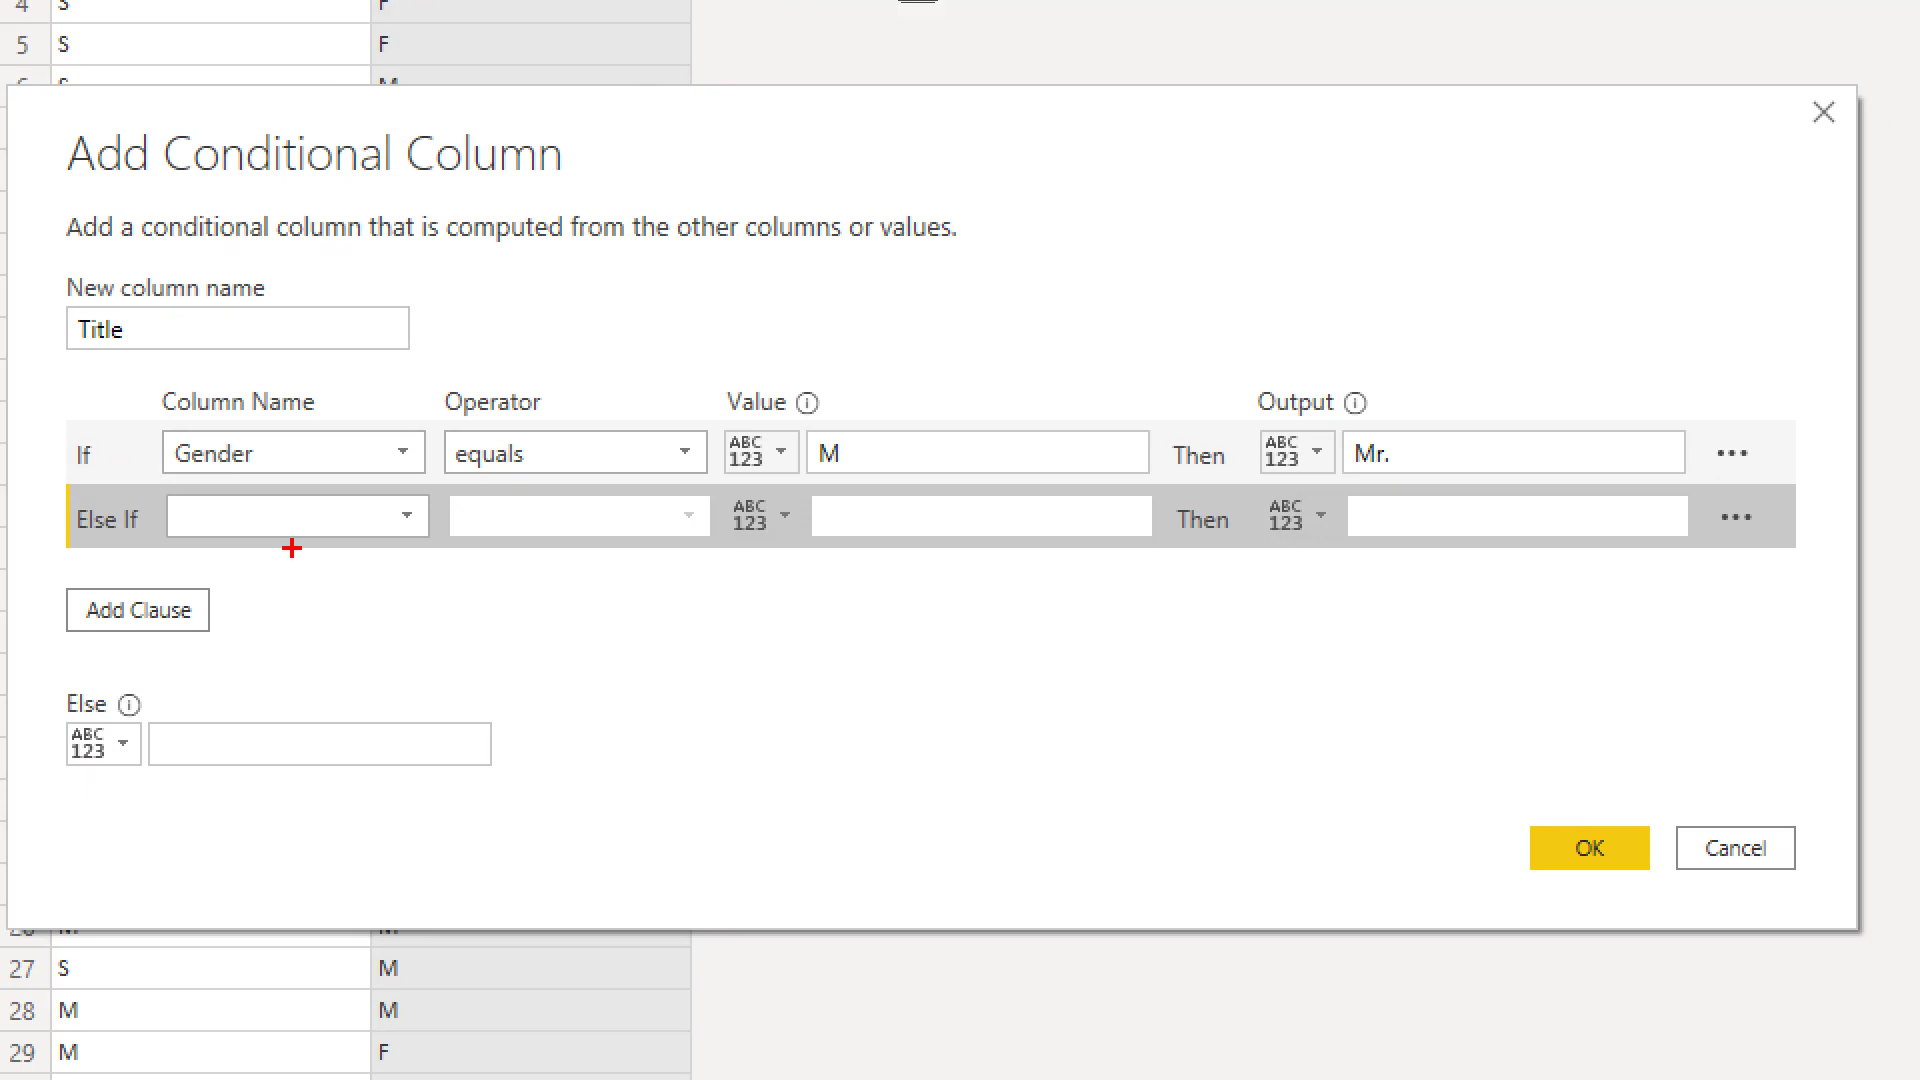 4 S F
5 S F
6 S M
Add Conditional Column
Add a conditional column that is computed from the other columns or values.
New column name
Title
Column Name Operator Value Output
If Gender equals ABC 123 M Then ABC 123 Mr.
Else If ABC 123 Then ABC 123
Add Clause
Else
ABC 123
OK Cancel
27 S M
28 M M
29 M F